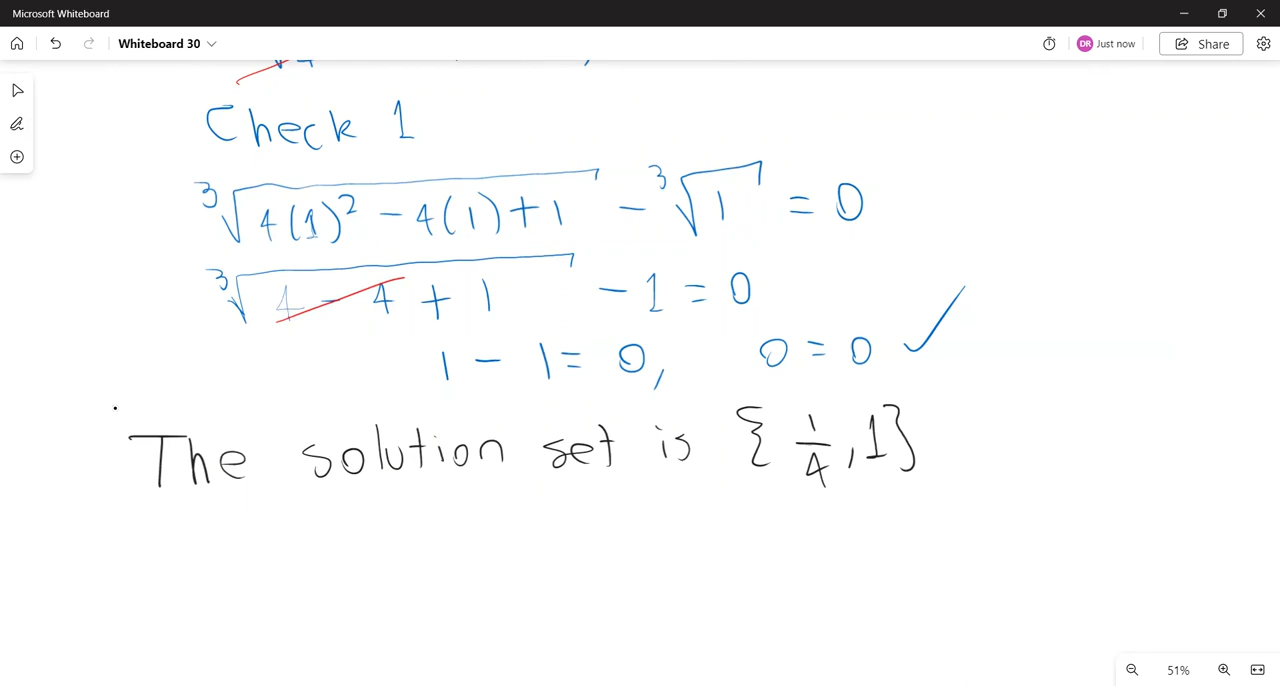 Microsoft Whiteboard
Whiteboard 30
DR Just now
Share
Check 1
∛(4(1)² - 4(1) + 1) - ∛1 = 0
∛(4 - 4 + 1) - 1 = 0
1 - 1 = 0, 0 = 0 ✓
The solution set is {1/4, 1}
51%